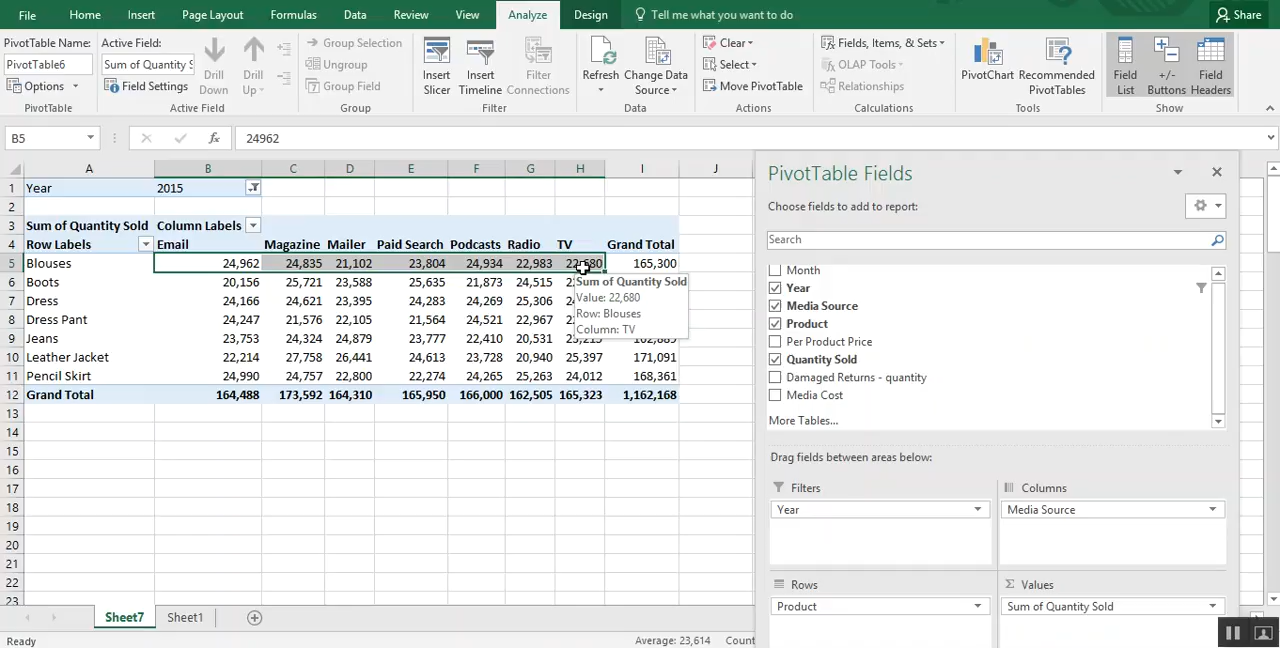 File Home Insert Page Layout Formulas Data Review View Analyze Design Tell me what you want to do Share
PivotTable Name: Active Field:
PivotTable6 Sum of Quantity S Drill Down Drill Up Group Selection Insert Slicer Insert Timeline Filter Connections Refresh Change Data Source Clear Fields, Items, & Sets PivotChart Recommended PivotTables Field List +/- Buttons Field Headers
Ungroup Select OLAP Tools
Options Field Settings Group Field Move PivotTable Relationships
PivotTable Active Field Group Filter Data Actions Calculations Tools Show
B5 fx 24962
A B C D E F G H I J
1 Year 2015
2
3 Sum of Quantity Sold Column Labels
4 Row Labels Email Magazine Mailer Paid Search Podcasts Radio TV Grand Total
5 Blouses 24,962 24,835 21,102 23,804 24,934 22,983 22,680 165,300
6 Boots 20,156 25,721 23,588 25,635 21,873 24,515
7 Dress 24,166 24,621 23,395 24,283 24,269 25,306
8 Dress Pant 24,247 21,576 22,105 21,564 24,521 22,967
9 Jeans 23,753 24,324 24,879 23,777 22,410 20,531
10 Leather Jacket 22,214 27,758 26,441 24,613 23,728 20,940 25,397 171,091
11 Pencil Skirt 24,990 24,757 22,800 22,274 24,265 25,263 24,012 168,361
12 Grand Total 164,488 173,592 164,310 165,950 166,000 162,505 165,323 1,162,168
13
14
15
16
17
18
19
20
21
22
23
Sum of Quantity Sold
Value: 22,680
Row: Blouses
Column: TV
PivotTable Fields
Choose fields to add to report:
Search
Month
Year
Media Source
Product
Per Product Price
Quantity Sold
Damaged Returns - quantity
Media Cost
More Tables...
Drag fields between areas below:
Filters Columns
Year Media Source
Rows Σ Values
Product Sum of Quantity Sold
Sheet7 Sheet1
Ready Average: 23,614 Count